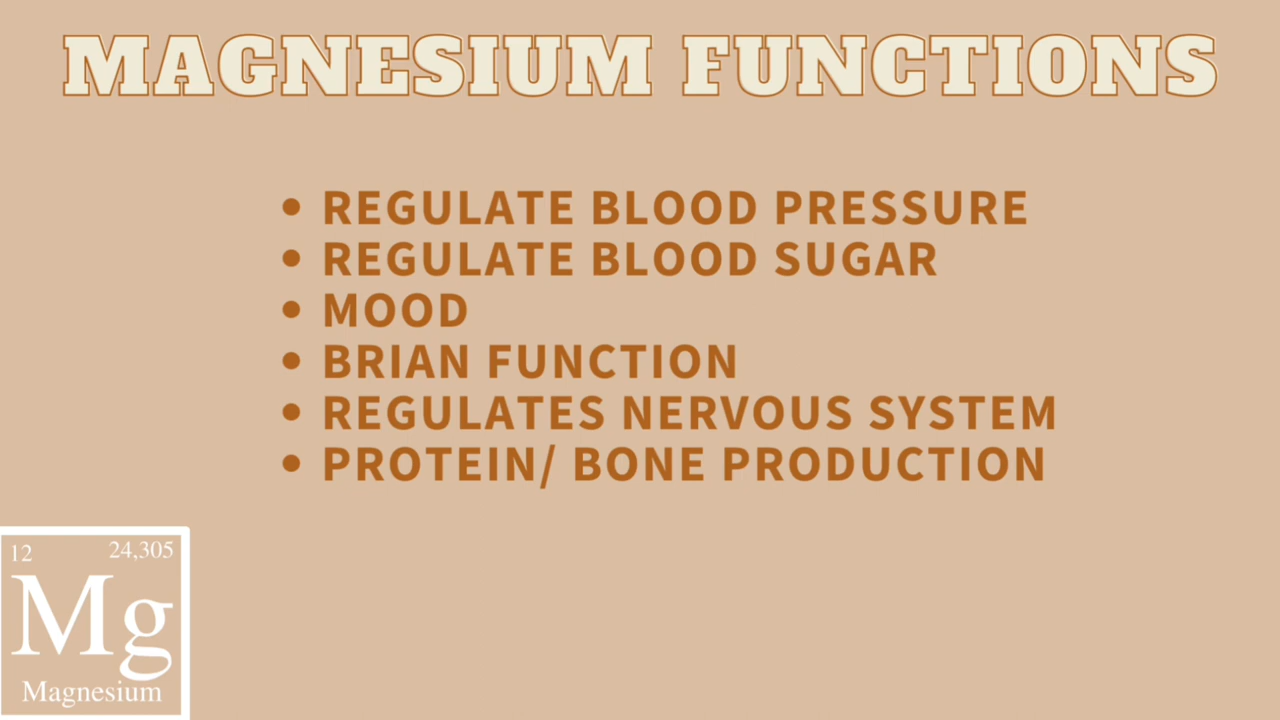 MAGNESIUM FUNCTIONS
• REGULATE BLOOD PRESSURE
• REGULATE BLOOD SUGAR
• MOOD
• BRIAN FUNCTION
• REGULATES NERVOUS SYSTEM
• PROTEIN/ BONE PRODUCTION
12 24,305
Mg
Magnesium